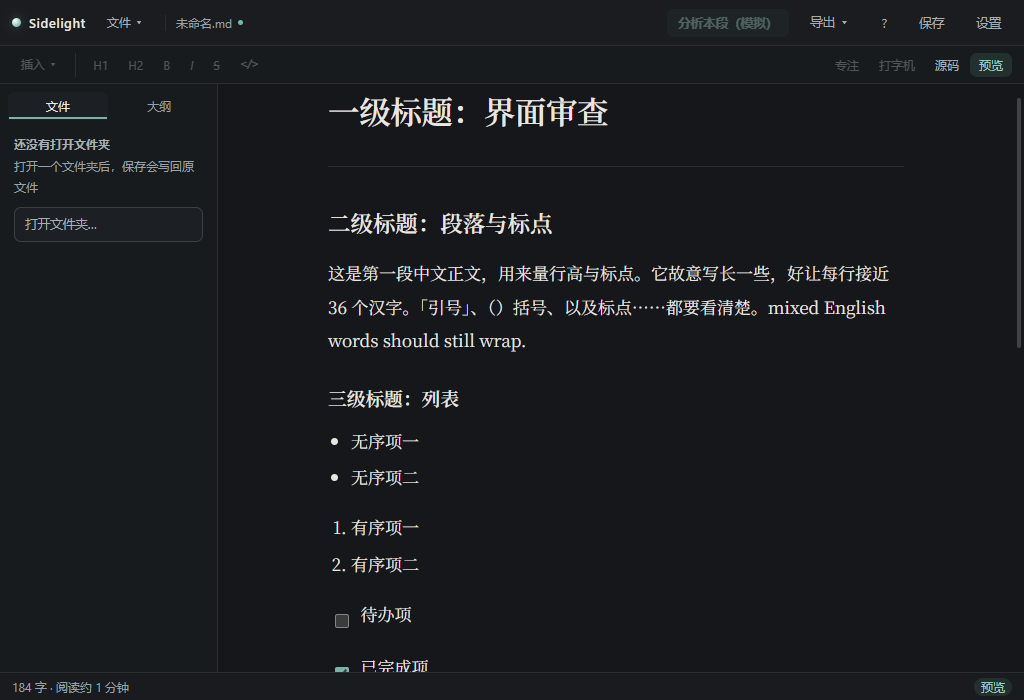 Sidelight 文件 未命名.md 分析本段（模拟） 导出 ? 保存 设置
插入 H1 H2 B I S </> 专注 打字机 源码 预览
文件 大纲
还没有打开文件夹
打开一个文件夹后，保存会写回原
文件
打开文件夹...
一级标题：界面审查
二级标题：段落与标点
这是第一段中文正文，用来量行高与标点。它故意写长一些，好让每行接近
36 个汉字。「引号」、（）括号、以及标点……都要看清楚。mixed English
words should still wrap.
三级标题：列表
• 无序项一
• 无序项二
1. 有序项一
2. 有序项二
待办项
已完成项
184 字 · 阅读约 1 分钟 预览